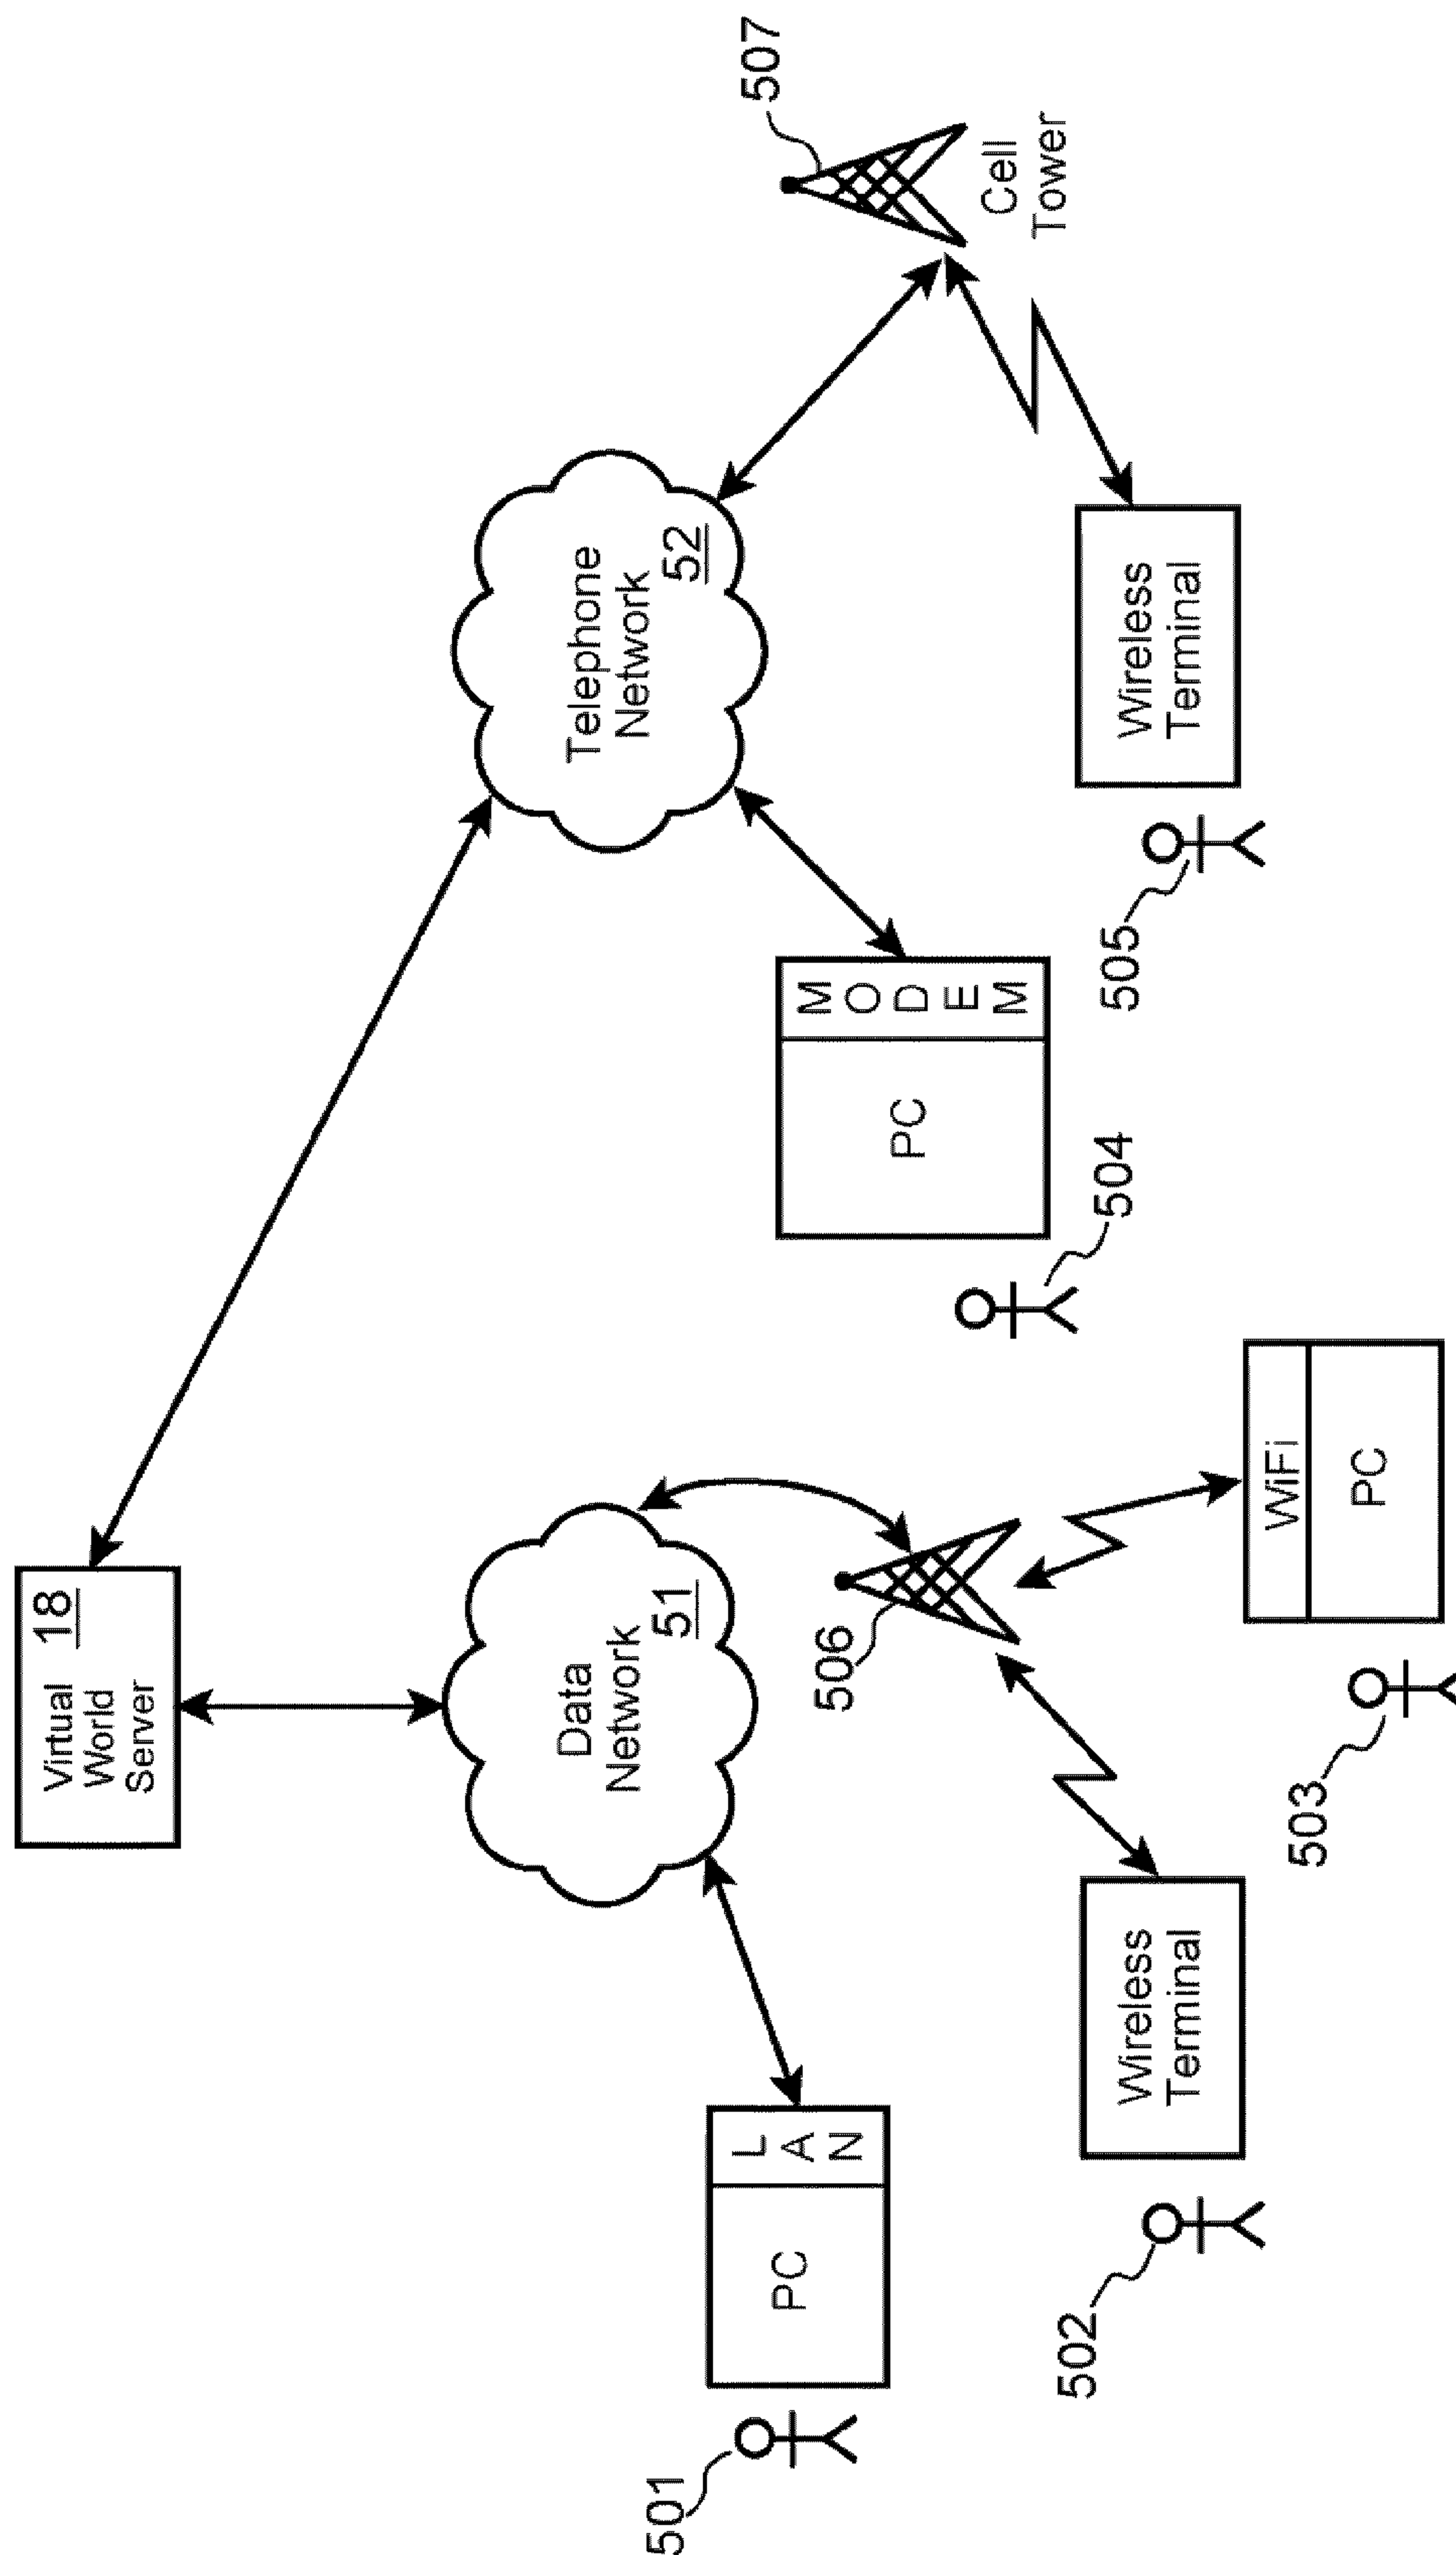 Virtual 18
World
Server
Telephone
Network
52
507
Cell
Tower
Data
Network
51
501
PC
L
A
N
506
PC
M
O
D
E
M
504
Wireless
Terminal
505
Wireless
Terminal
502
WiFi
PC
503